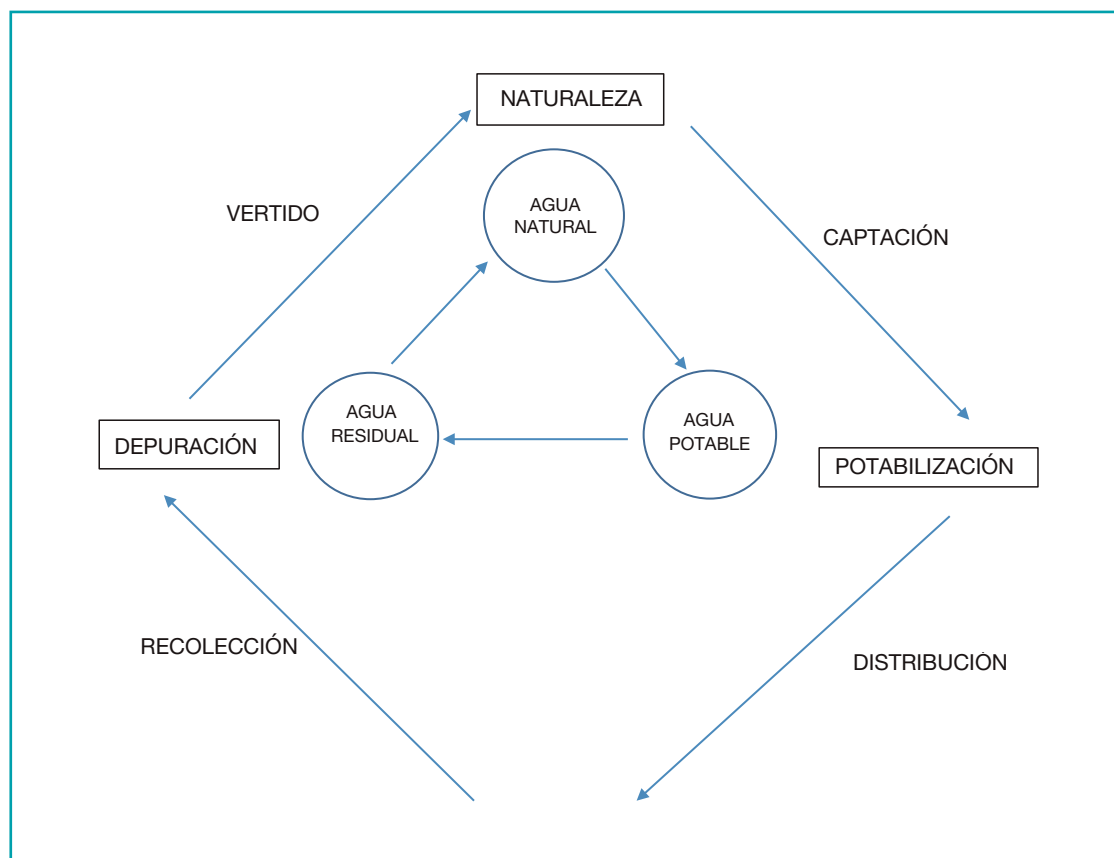 NATURALEZA
AGUA
NATURAL
VERTIDO
CAPTACIÓN
AGUA
RESIDUAL
AGUA
POTABLE
DEPURACIÓN
POTABILIZACIÓN
RECOLECCIÓN
DISTRIBUCIÓN